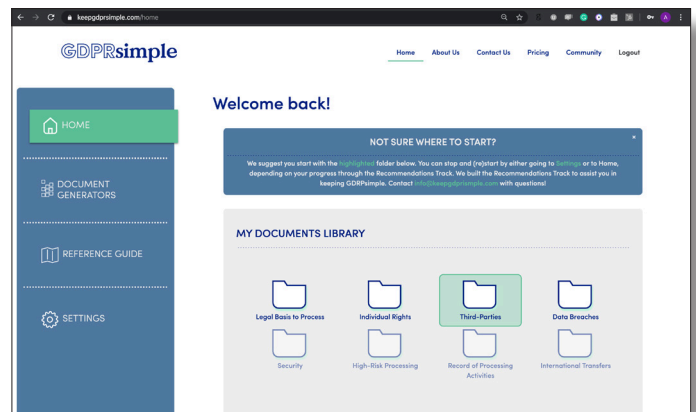 keepgdprsimple.com/home
GDPRsimple
Home About Us Contact Us Pricing Community Logout
Welcome back!
HOME
DOCUMENT
GENERATORS
REFERENCE GUIDE
SETTINGS
NOT SURE WHERE TO START?
×
We suggest you start with the highlighted folder below. You can stop and (re)start by either going to Settings or to Home,
depending on your progress through the Recommendations Track. We built the Recommendations Track to assist you in
keeping GDRPsimple. Contact info@keepgdprismple.com with questions!
MY DOCUMENTS LIBRARY
Legal Basis to Process Individual Rights Third-Parties Data Breaches
Security High-Risk Processing Record of Processing International Transfers
Activities